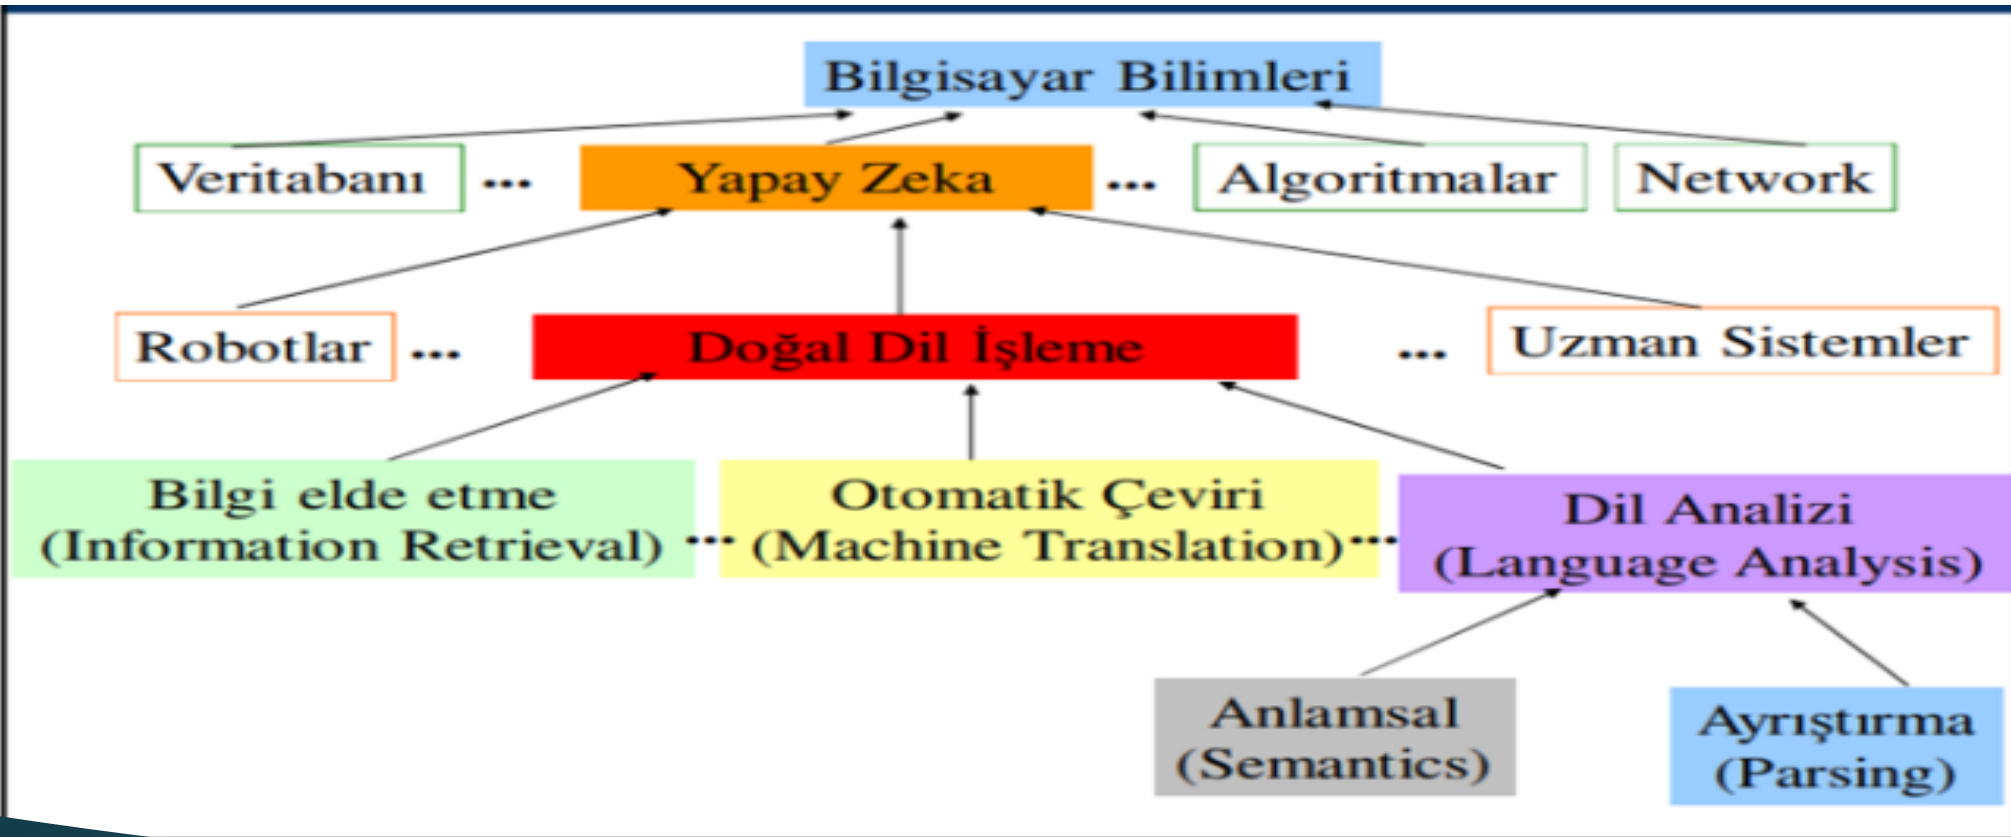 Bilgisayar Bilimleri
Veritabanı ... Yapay Zeka ... Algoritmalar Network
Robotlar ... Doğal Dil İşleme ... Uzman Sistemler
Bilgi elde etme
(Information Retrieval)
...
Otomatik Çeviri
(Machine Translation)
...
Dil Analizi
(Language Analysis)
Anlamsal
(Semantics)
Ayrıştırma
(Parsing)